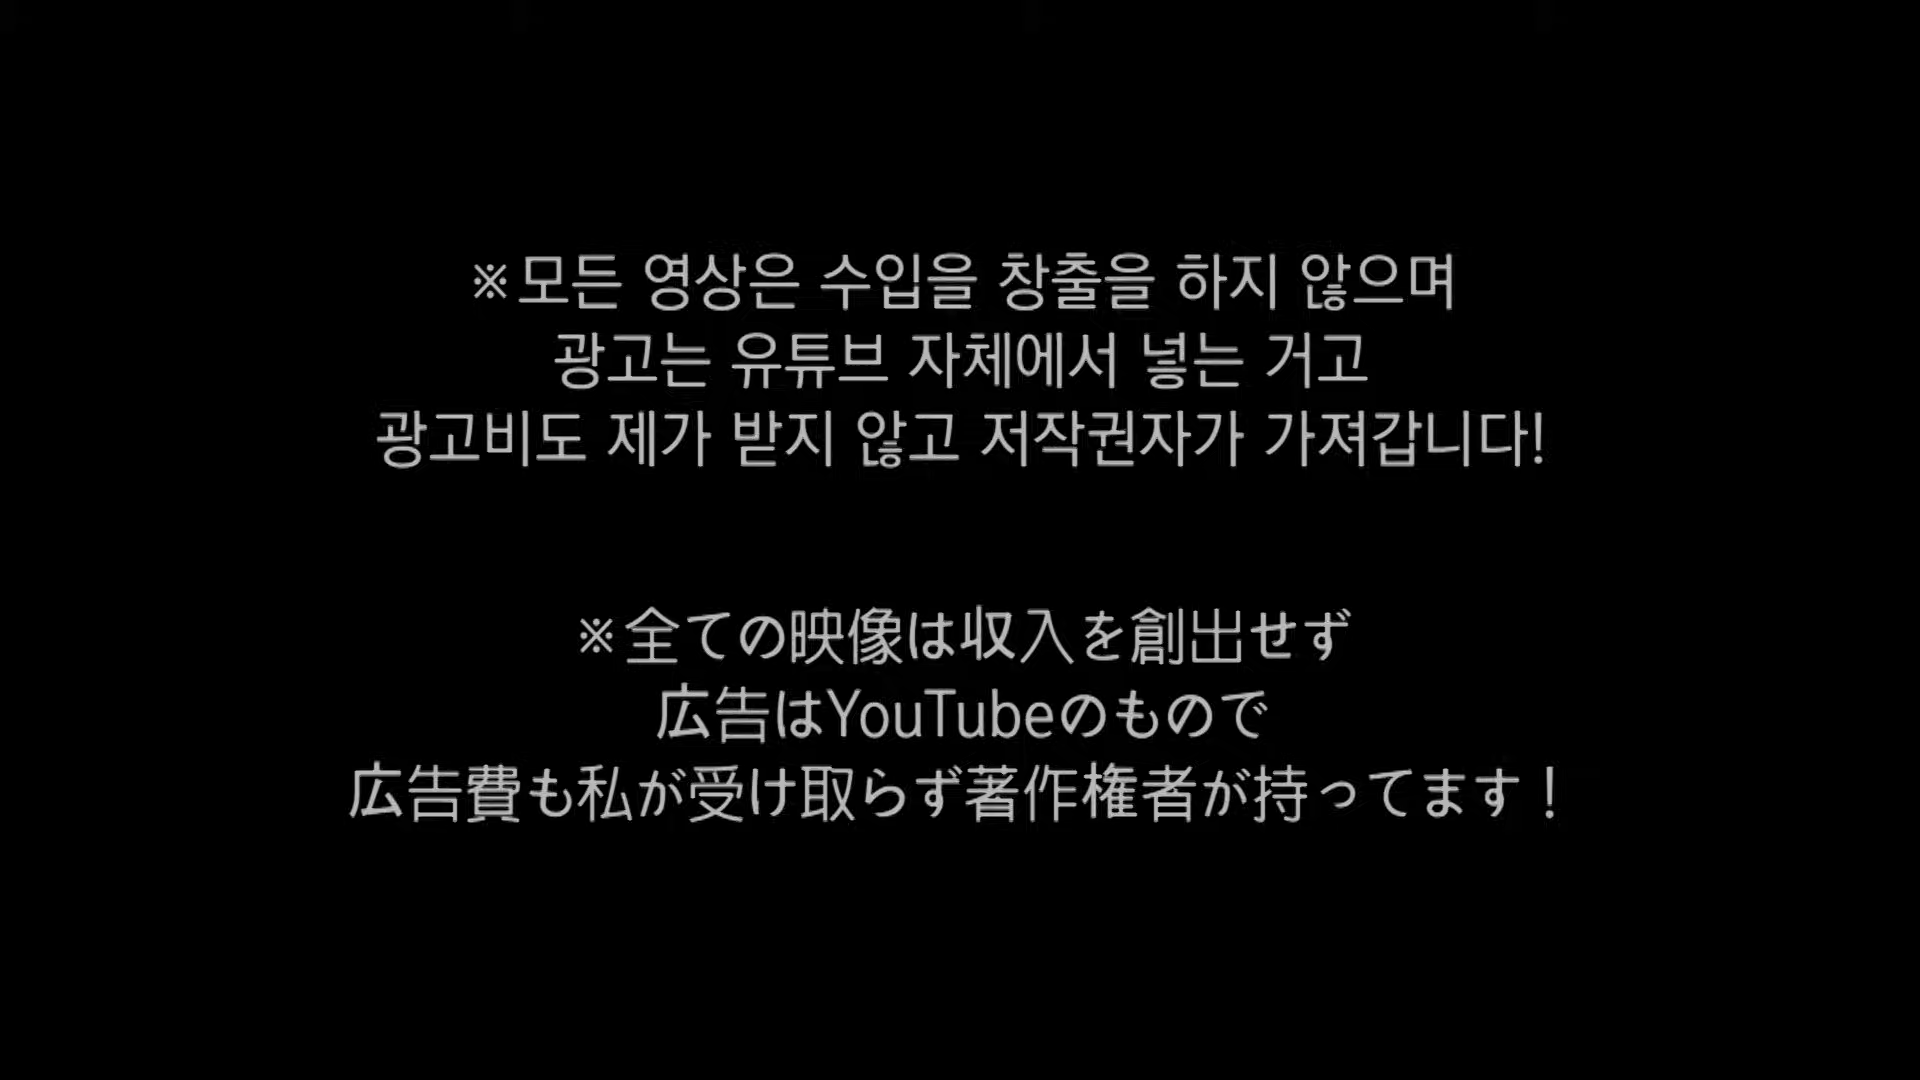 ※모든 영상은 수입을 창출을 하지 않으며
광고는 유튜브 자체에서 넣는 거고
광고비도 제가 받지 않고 저작권자가 가져갑니다!
※全ての映像は収入を創出せず
広告はYouTubeのもので
広告費も私が受け取らず著作権者が持ってます！